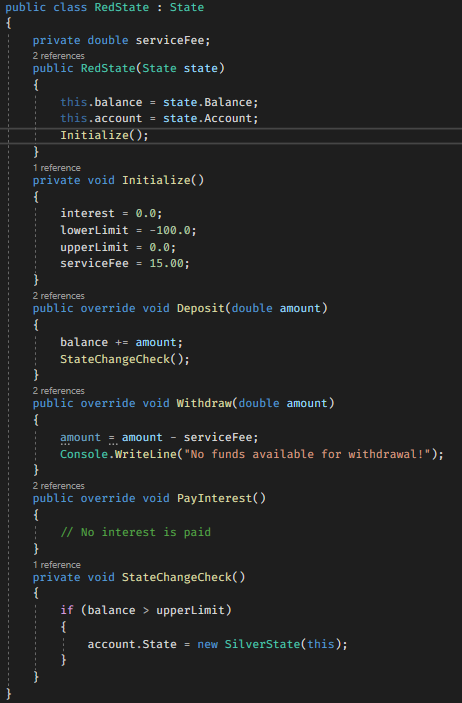 public class RedState : State
{
    private double serviceFee;
    2 references
    public RedState(State state)
    {
        this.balance = state.Balance;
        this.account = state.Account;
        Initialize();
    }
    1 reference
    private void Initialize()
    {
        interest = 0.0;
        lowerLimit = -100.0;
        upperLimit = 0.0;
        serviceFee = 15.00;
    }
    2 references
    public override void Deposit(double amount)
    {
        balance += amount;
        StateChangeCheck();
    }
    2 references
    public override void Withdraw(double amount)
    {
        amount = amount - serviceFee;
        Console.WriteLine("No funds available for withdrawal!");
    }
    2 references
    public override void PayInterest()
    {
        // No interest is paid
    }
    1 reference
    private void StateChangeCheck()
    {
        if (balance > upperLimit)
        {
            account.State = new SilverState(this);
        }
    }
}